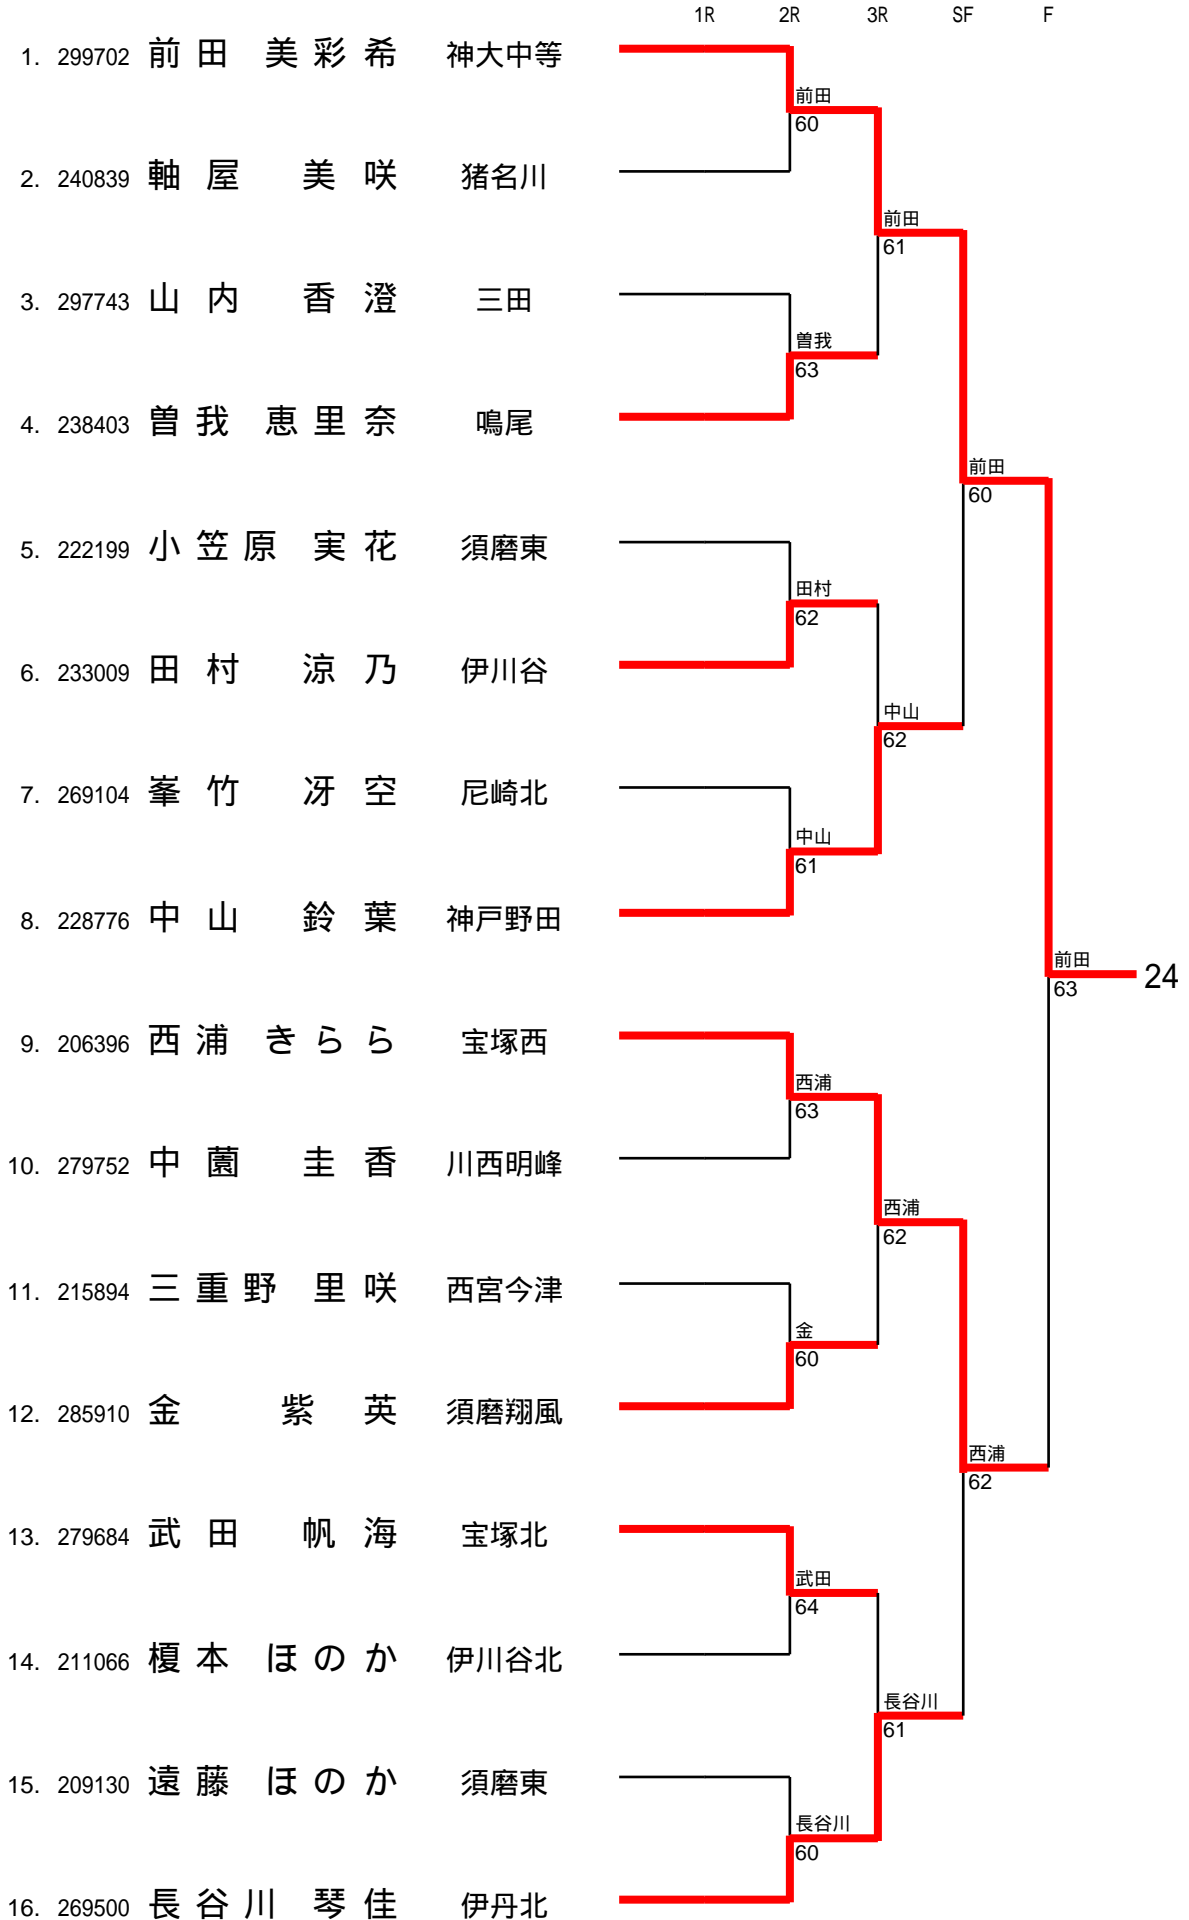 1R 2R 3R SF F
1. 299702 前田 美彩希 神大中等
前田
60
2. 240839 軸屋 美咲 猪名川
前田
61
3. 297743 山内 香澄 三田
曽我
63
4. 238403 曽我 恵里奈 鳴尾
前田
60
5. 222199 小笠原 実花 須磨東
田村
62
6. 233009 田村 涼乃 伊川谷
中山
62
7. 269104 峯竹 冴空 尼崎北
中山
61
8. 228776 中山 鈴葉 神戸野田
前田
63
24
9. 206396 西浦 きらら 宝塚西
西浦
63
10. 279752 中薗 圭香 川西明峰
西浦
62
11. 215894 三重野 里咲 西宮今津
金
60
12. 285910 金 紫英 須磨翔風
西浦
62
13. 279684 武田 帆海 宝塚北
武田
64
14. 211066 榎本 ほのか 伊川谷北
長谷川
61
15. 209130 遠藤 ほのか 須磨東
長谷川
60
16. 269500 長谷川 琴佳 伊丹北